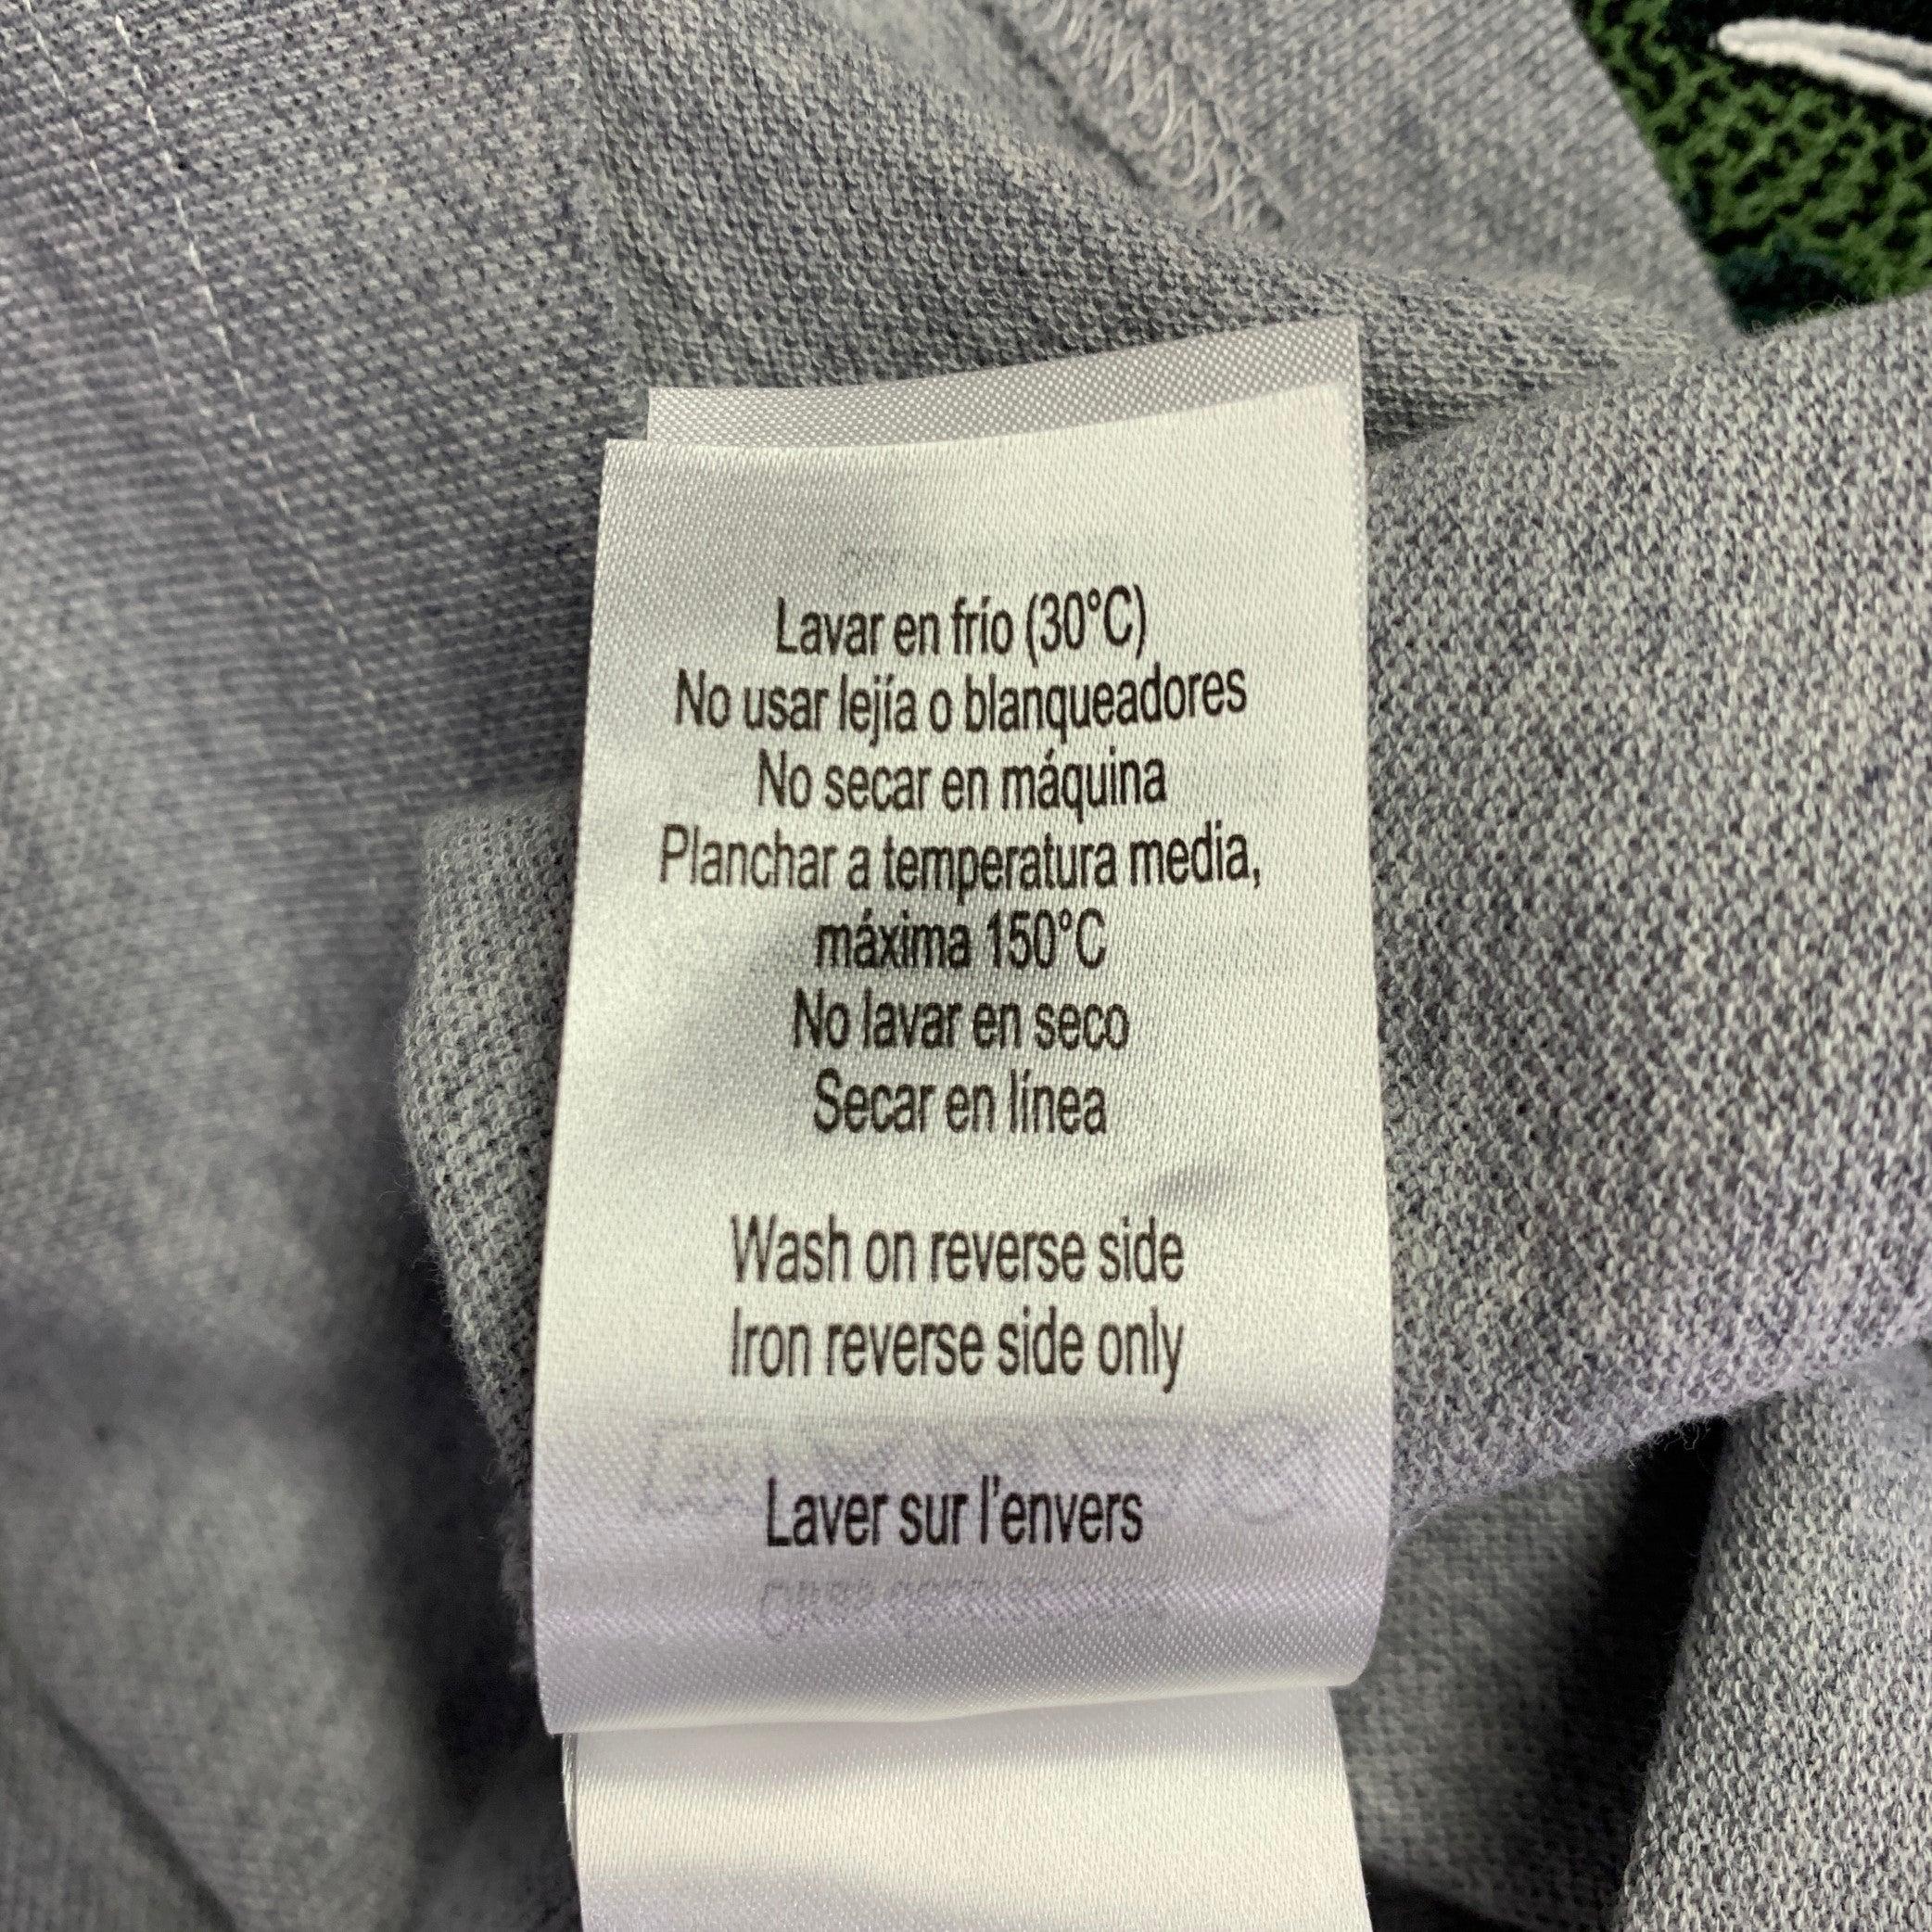 Lavar en frío (30°C)
No usar lejía o blanqueadores
No secar en máquina
Planchar a temperatura media,
máxima 150°C
No lavar en seco
Secar en línea
Wash on reverse side
Iron reverse side only
Laver sur l'envers